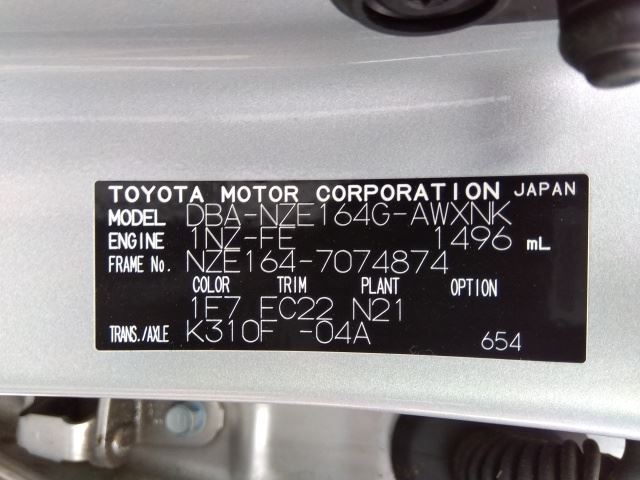 TOYOTA MOTOR CORPORATION JAPAN
MODEL DBA-NZE164G-AWXNK
ENGINE 1NZ-FE 1496 mL
FRAME No. NZE164-7074874
COLOR TRIM PLANT OPTION
1F7 FC22 N21
TRANS./AXLE K310F -04A 654